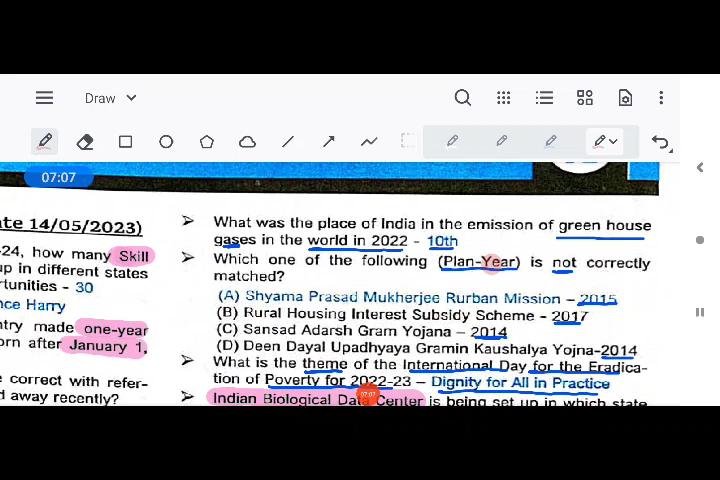 Draw
07:07
ate 14/05/2023)
-24, how many Skill
up in different states
rtunities - 30
nce Harry
ntry made one-year
orn after January 1,
e correct with refer-
d away recently?
What was the place of India in the emission of green house
gases in the world in 2022 - 10th
Which one of the following (Plan-Year) is not correctly
matched?
(A) Shyama Prasad Mukherjee Rurban Mission – 2015
(B) Rural Housing Interest Subsidy Scheme – 2017
(C) Sansad Adarsh Gram Yojana – 2014
(D) Deen Dayal Upadhyaya Gramin Kaushalya Yojna-2014
What is the theme of the International Day for the Eradica-
tion of Poverty for 2022-23 – Dignity for All in Practice
Indian Biological Data Center is being set up in which state
07:07